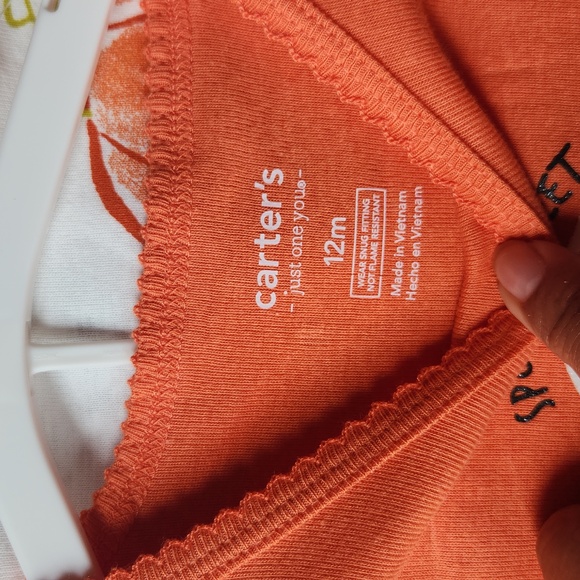 carter's
- just one you -
12m
WEAR SNUG FITTING
NOT FLAME RESISTANT
Made in Vietnam
Hecho en Vietnam